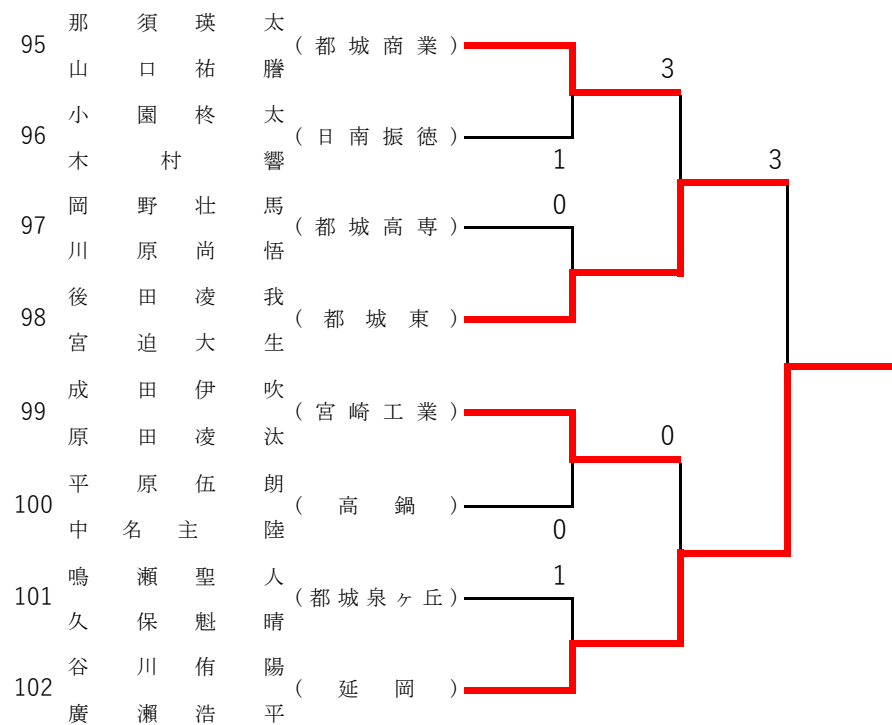 那須瑛太
95 (都城商業)
山口祐謄 3
小園柊太
96 (日南振徳)
木村響 1 3
岡野壮馬 0
97 (都城高専)
川原尚悟
後田凌我
98 (都城東)
宮迫大生
成田伊吹
99 (宮崎工業)
原田凌汰 0
平原伍朗
100 (高鍋)
中名主陸 0
鳴瀬聖人 1
101 (都城泉ヶ丘)
久保魁晴
谷川侑陽
102 (延岡)
廣瀬浩平